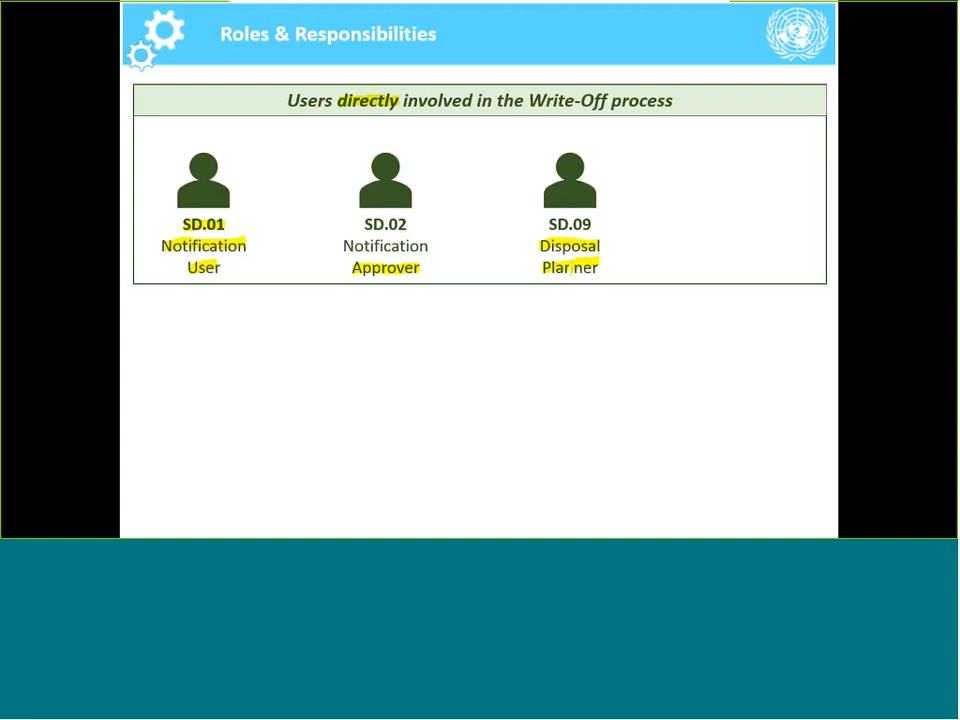 Roles & Responsibilities
Users directly involved in the Write-Off process
SD.01
Notification
User
SD.02
Notification
Approver
SD.09
Disposal
Planner